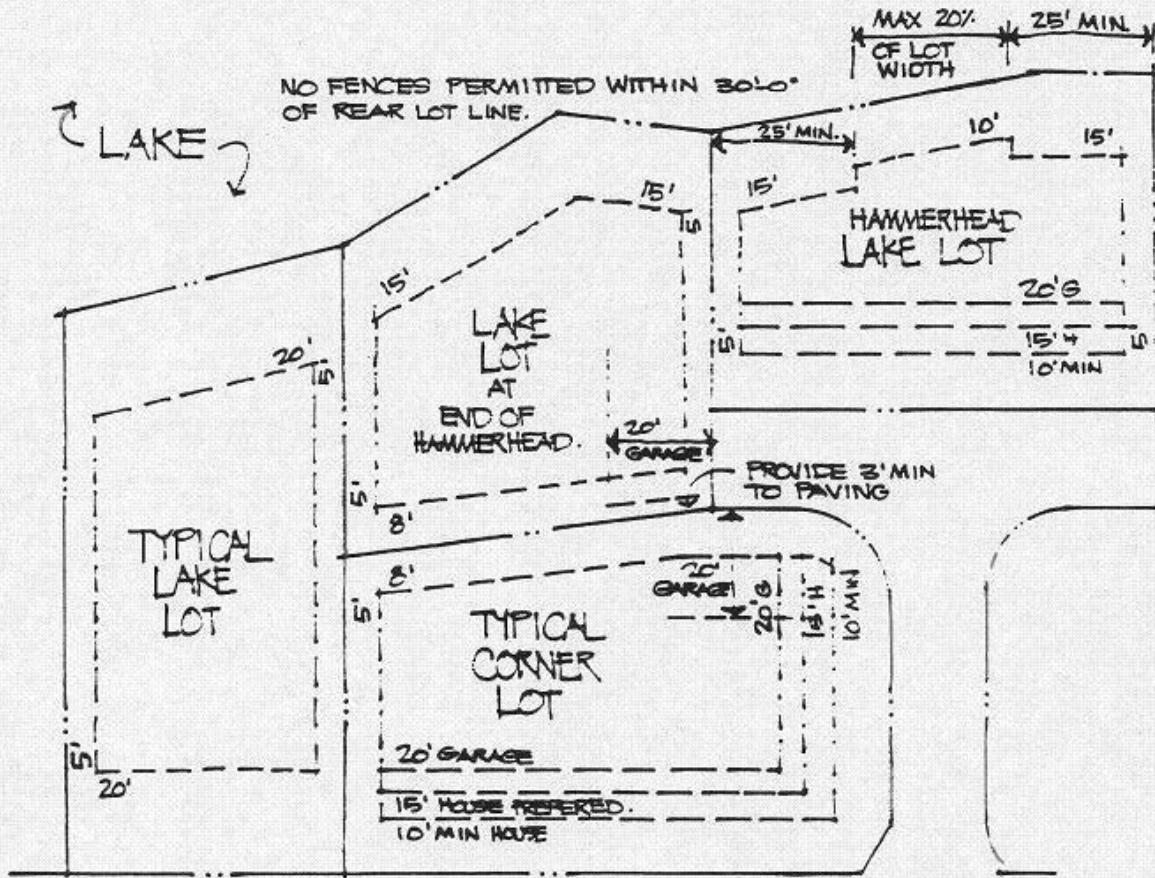 MAX 20%
OF LOT
WIDTH
25' MIN.
NO FENCES PERMITTED WITHIN 30'-0"
OF REAR LOT LINE.
LAKE
25' MIN.
10'
15'
15'
HAMMERHEAD
LAKE LOT
20'G
15'H
10'MIN
5'
5'
15'
5'
15'
LAKE
LOT
AT
END OF
HAMMERHEAD.
20'
GARAGE
5'
8'
PROVIDE 3' MIN
TO PAVING
20'
5'
TYPICAL
LAKE
LOT
5'
20'
8'
5'
20'
GARAGE
20'G
15'H
10'MIN
TYPICAL
CORNER
LOT
20' GARAGE
15' HOUSE PREFERED.
10' MIN HOUSE